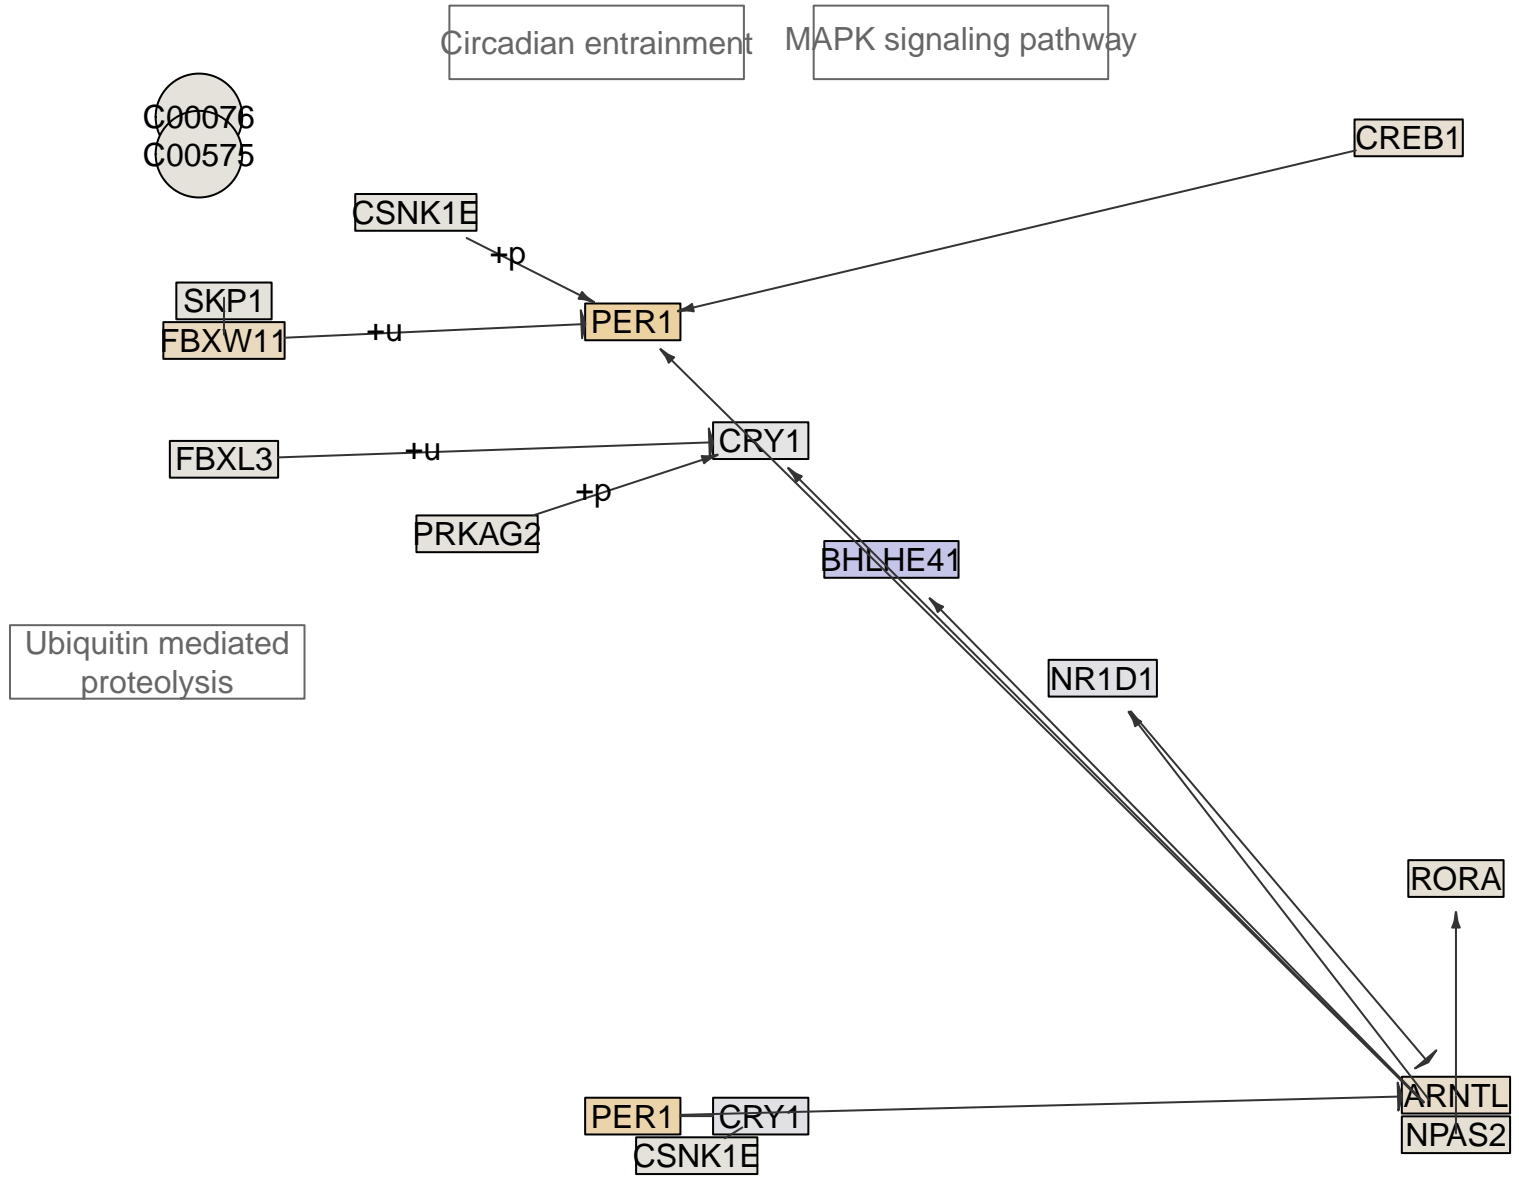 Circadian entrainment
MAPK signaling pathway
C00076
CREB1
C00575
CSNK1E
+p
SKP1
PER1
FBXW11
+u
CRY1
FBXL3
+u
+p
PRKAG2
BHLHE41
Ubiquitin mediated
proteolysis
NR1D1
RORA
ARNTL
PER1
CRY1
NPAS2
CSNK1E